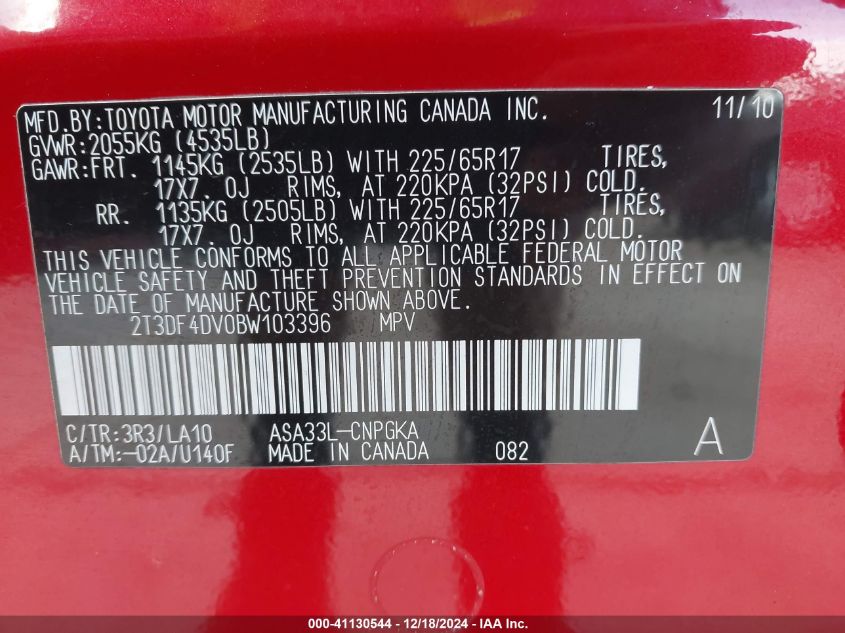 MFD.BY:TOYOTA MOTOR MANUFACTURING CANADA INC. 11/10
GVWR:2055KG (4535LB)
GAWR:FRT. 1145KG (2535LB) WITH 225/65R17 TIRES,
17X7.0J RIMS, AT 220KPA (32PSI) COLD.
RR. 1135KG (2505LB) WITH 225/65R17 TIRES,
17X7.0J RIMS, AT 220KPA (32PSI) COLD.
THIS VEHICLE CONFORMS TO ALL APPLICABLE FEDERAL MOTOR
VEHICLE SAFETY AND THEFT PREVENTION STANDARDS IN EFFECT ON
THE DATE OF MANUFACTURE SHOWN ABOVE.
2T3DF4DV0BW103396 MPV
C/TR:3R3/LA10 ASA33L-CNPGKA
A/TM:-02A/U140F MADE IN CANADA 082 A
000-41130544 - 12/18/2024 - IAA Inc.